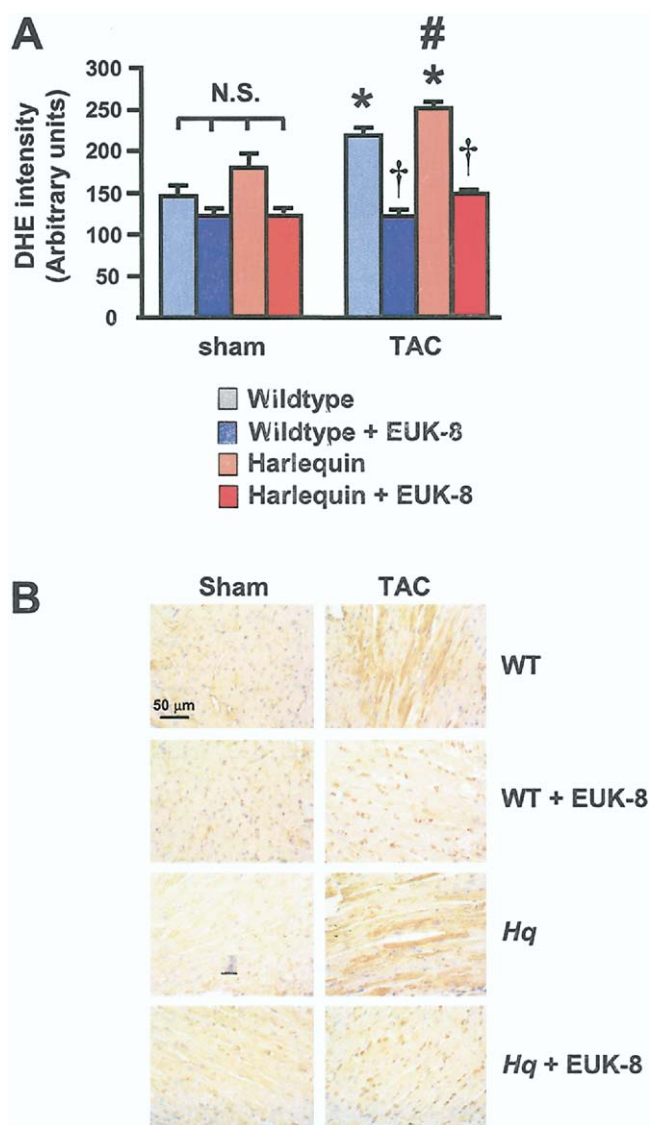 A
#
* *
300
N.S.
250
200
† †
150
100
50
0
DHE intensity
(Arbitrary units)
sham TAC
Wildtype
Wildtype + EUK-8
Harlequin
Harlequin + EUK-8
B
Sham TAC
WT
50 µm
WT + EUK-8
Hq
Hq + EUK-8